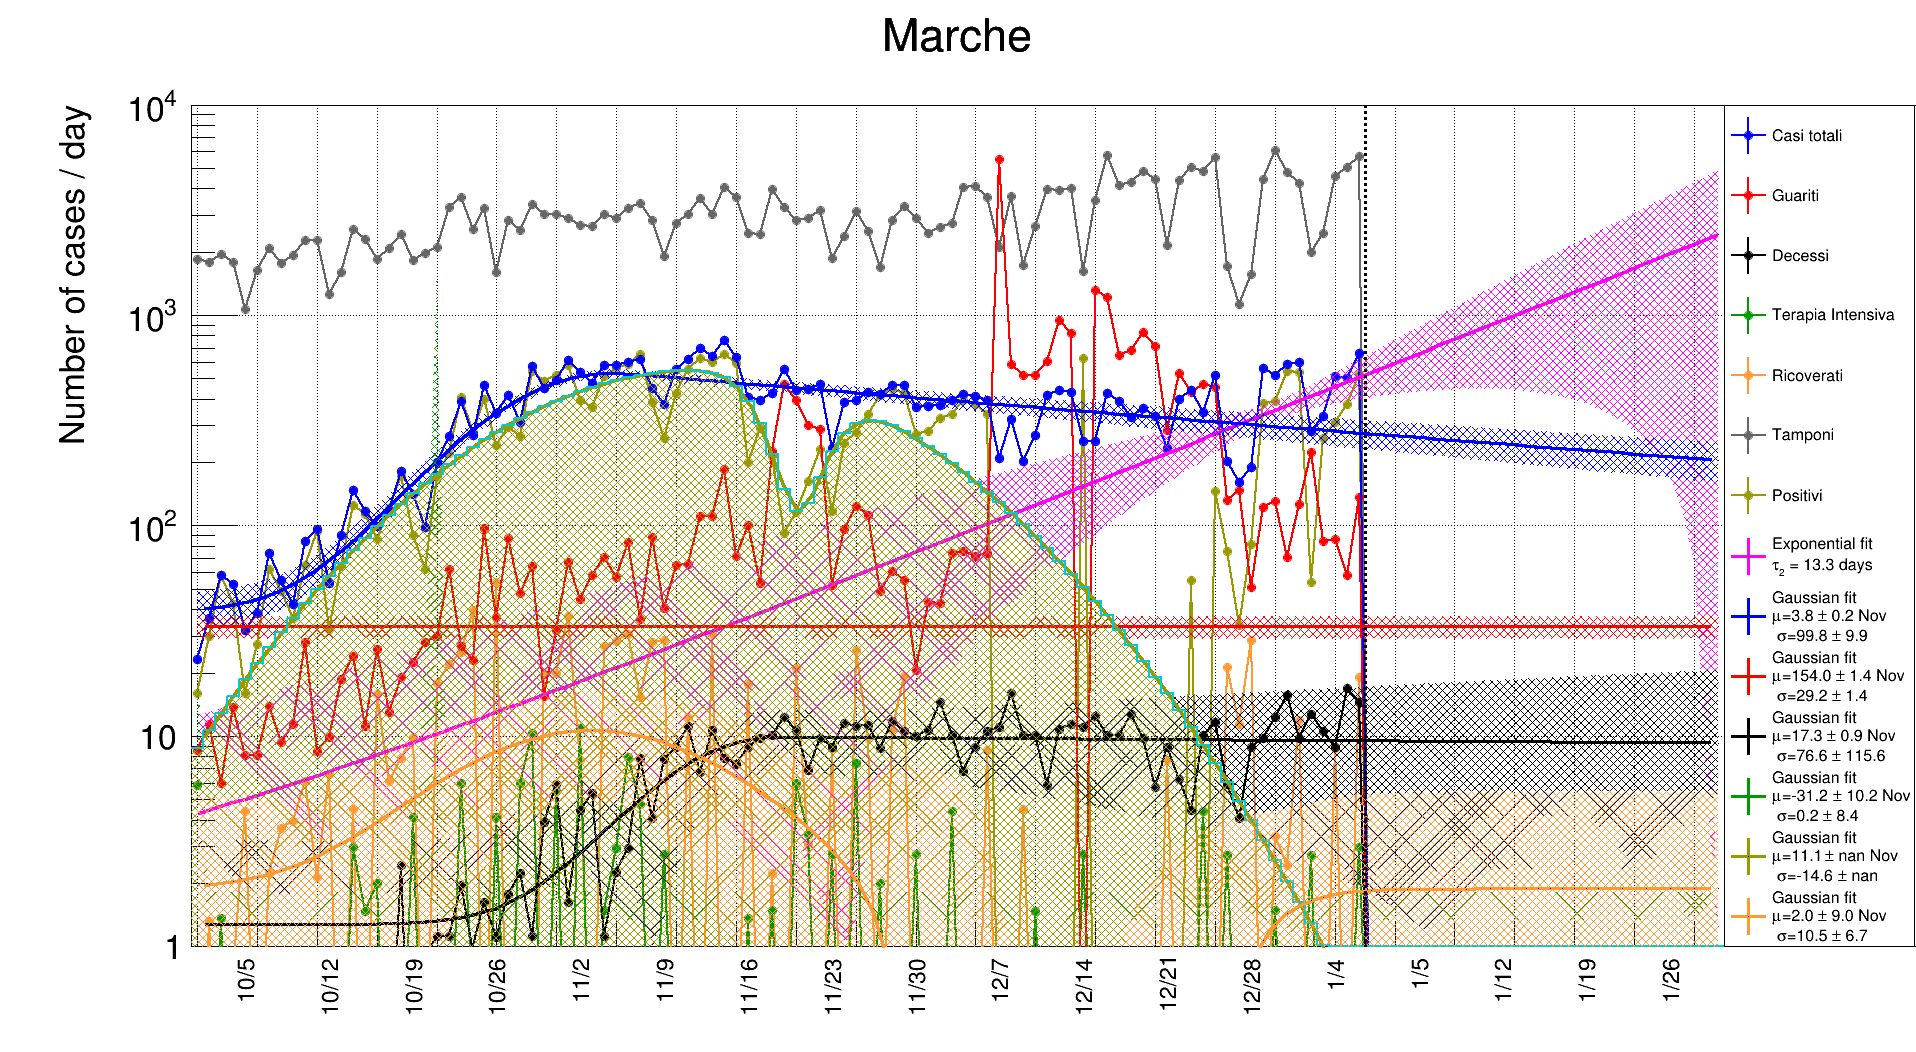 Marche
Number of cases / day
10^4
10^3
10^2
10
1
10/5 10/12 10/19 10/26 11/2 11/9 11/16 11/23 11/30 12/7 12/14 12/21 12/28 1/4 1/5 1/12 1/19 1/26
Casi totali
Guariti
Decessi
Terapia Intensiva
Ricoverati
Tamponi
Positivi
Exponential fit
τ₂ = 13.3 days
Gaussian fit
μ=3.8 ± 0.2 Nov
σ=99.8 ± 9.9
Gaussian fit
μ=154.0 ± 1.4 Nov
σ=29.2 ± 1.4
Gaussian fit
μ=17.3 ± 0.9 Nov
σ=76.6 ± 115.6
Gaussian fit
μ=-31.2 ± 10.2 Nov
σ=0.2 ± 8.4
Gaussian fit
μ=11.1 ± nan Nov
σ=-14.6 ± nan
Gaussian fit
μ=2.0 ± 9.0 Nov
σ=10.5 ± 6.7